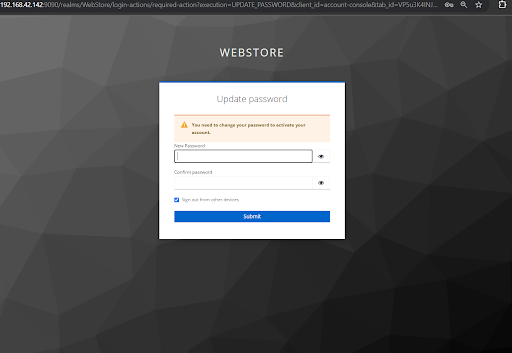 192.168.42.142:9090/realms/WebStore/login-actions/required-action?execution=UPDATE_PASSWORD&client_id=account-console&tab_id=VP5u3K4INJ...
WEBSTORE
Update password
You need to change your password to activate your
account.
New Password
Confirm password
Sign out from other devices
Submit